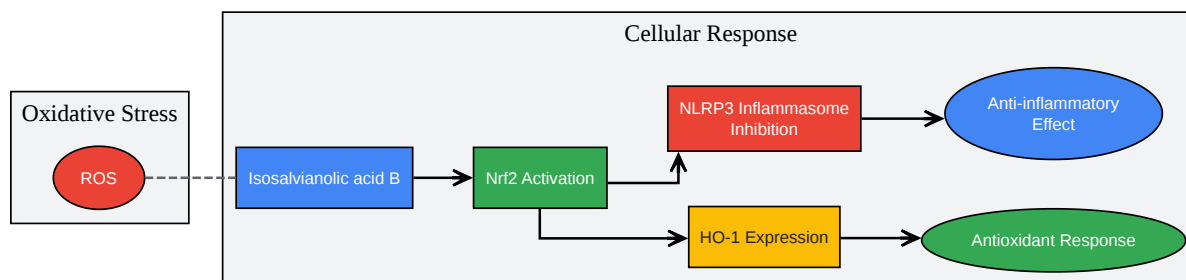 Cellular Response
Oxidative Stress
ROS
Isosalvianolic acid B
Nrf2 Activation
NLRP3 Inflammasome
Inhibition
Anti-inflammatory
Effect
HO-1 Expression
Antioxidant Response